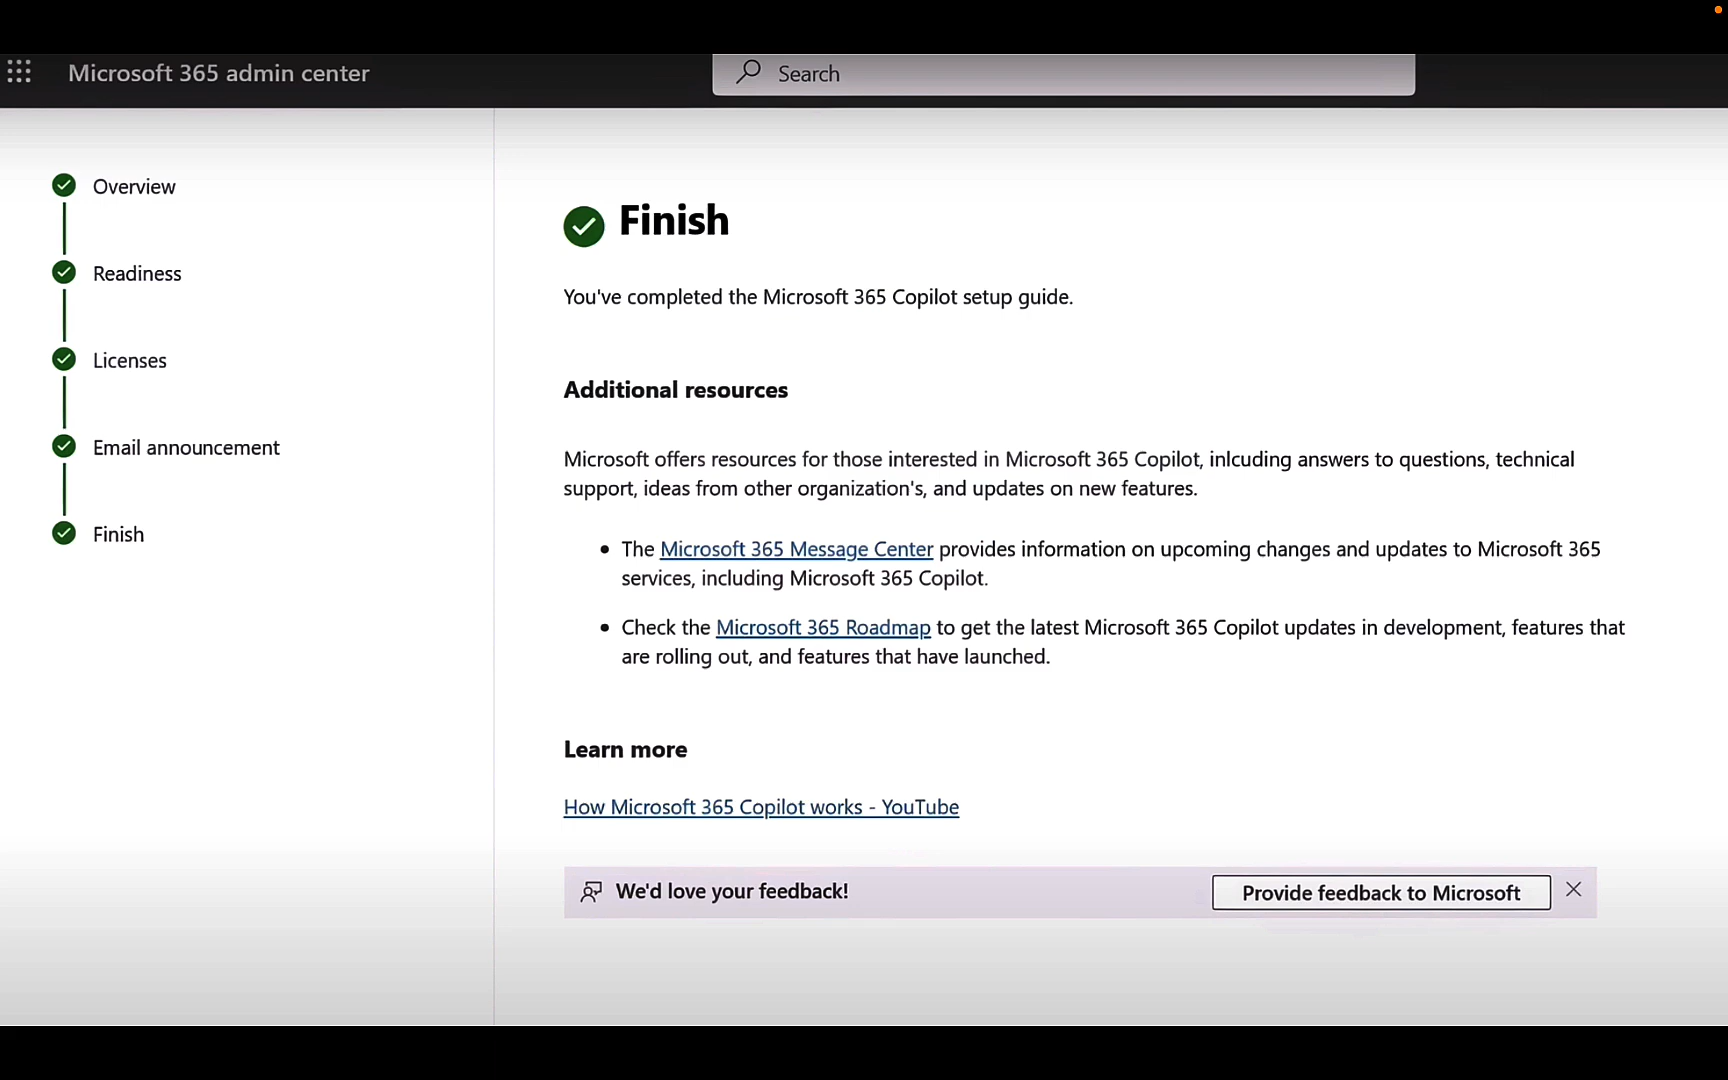 Microsoft 365 admin center
Search
Overview
Readiness
Licenses
Email announcement
Finish
Finish
You've completed the Microsoft 365 Copilot setup guide.
Additional resources
Microsoft offers resources for those interested in Microsoft 365 Copilot, inlcuding answers to questions, technical
support, ideas from other organization's, and updates on new features.
The Microsoft 365 Message Center provides information on upcoming changes and updates to Microsoft 365
services, including Microsoft 365 Copilot.
Check the Microsoft 365 Roadmap to get the latest Microsoft 365 Copilot updates in development, features that
are rolling out, and features that have launched.
Learn more
How Microsoft 365 Copilot works - YouTube
We'd love your feedback!
Provide feedback to Microsoft